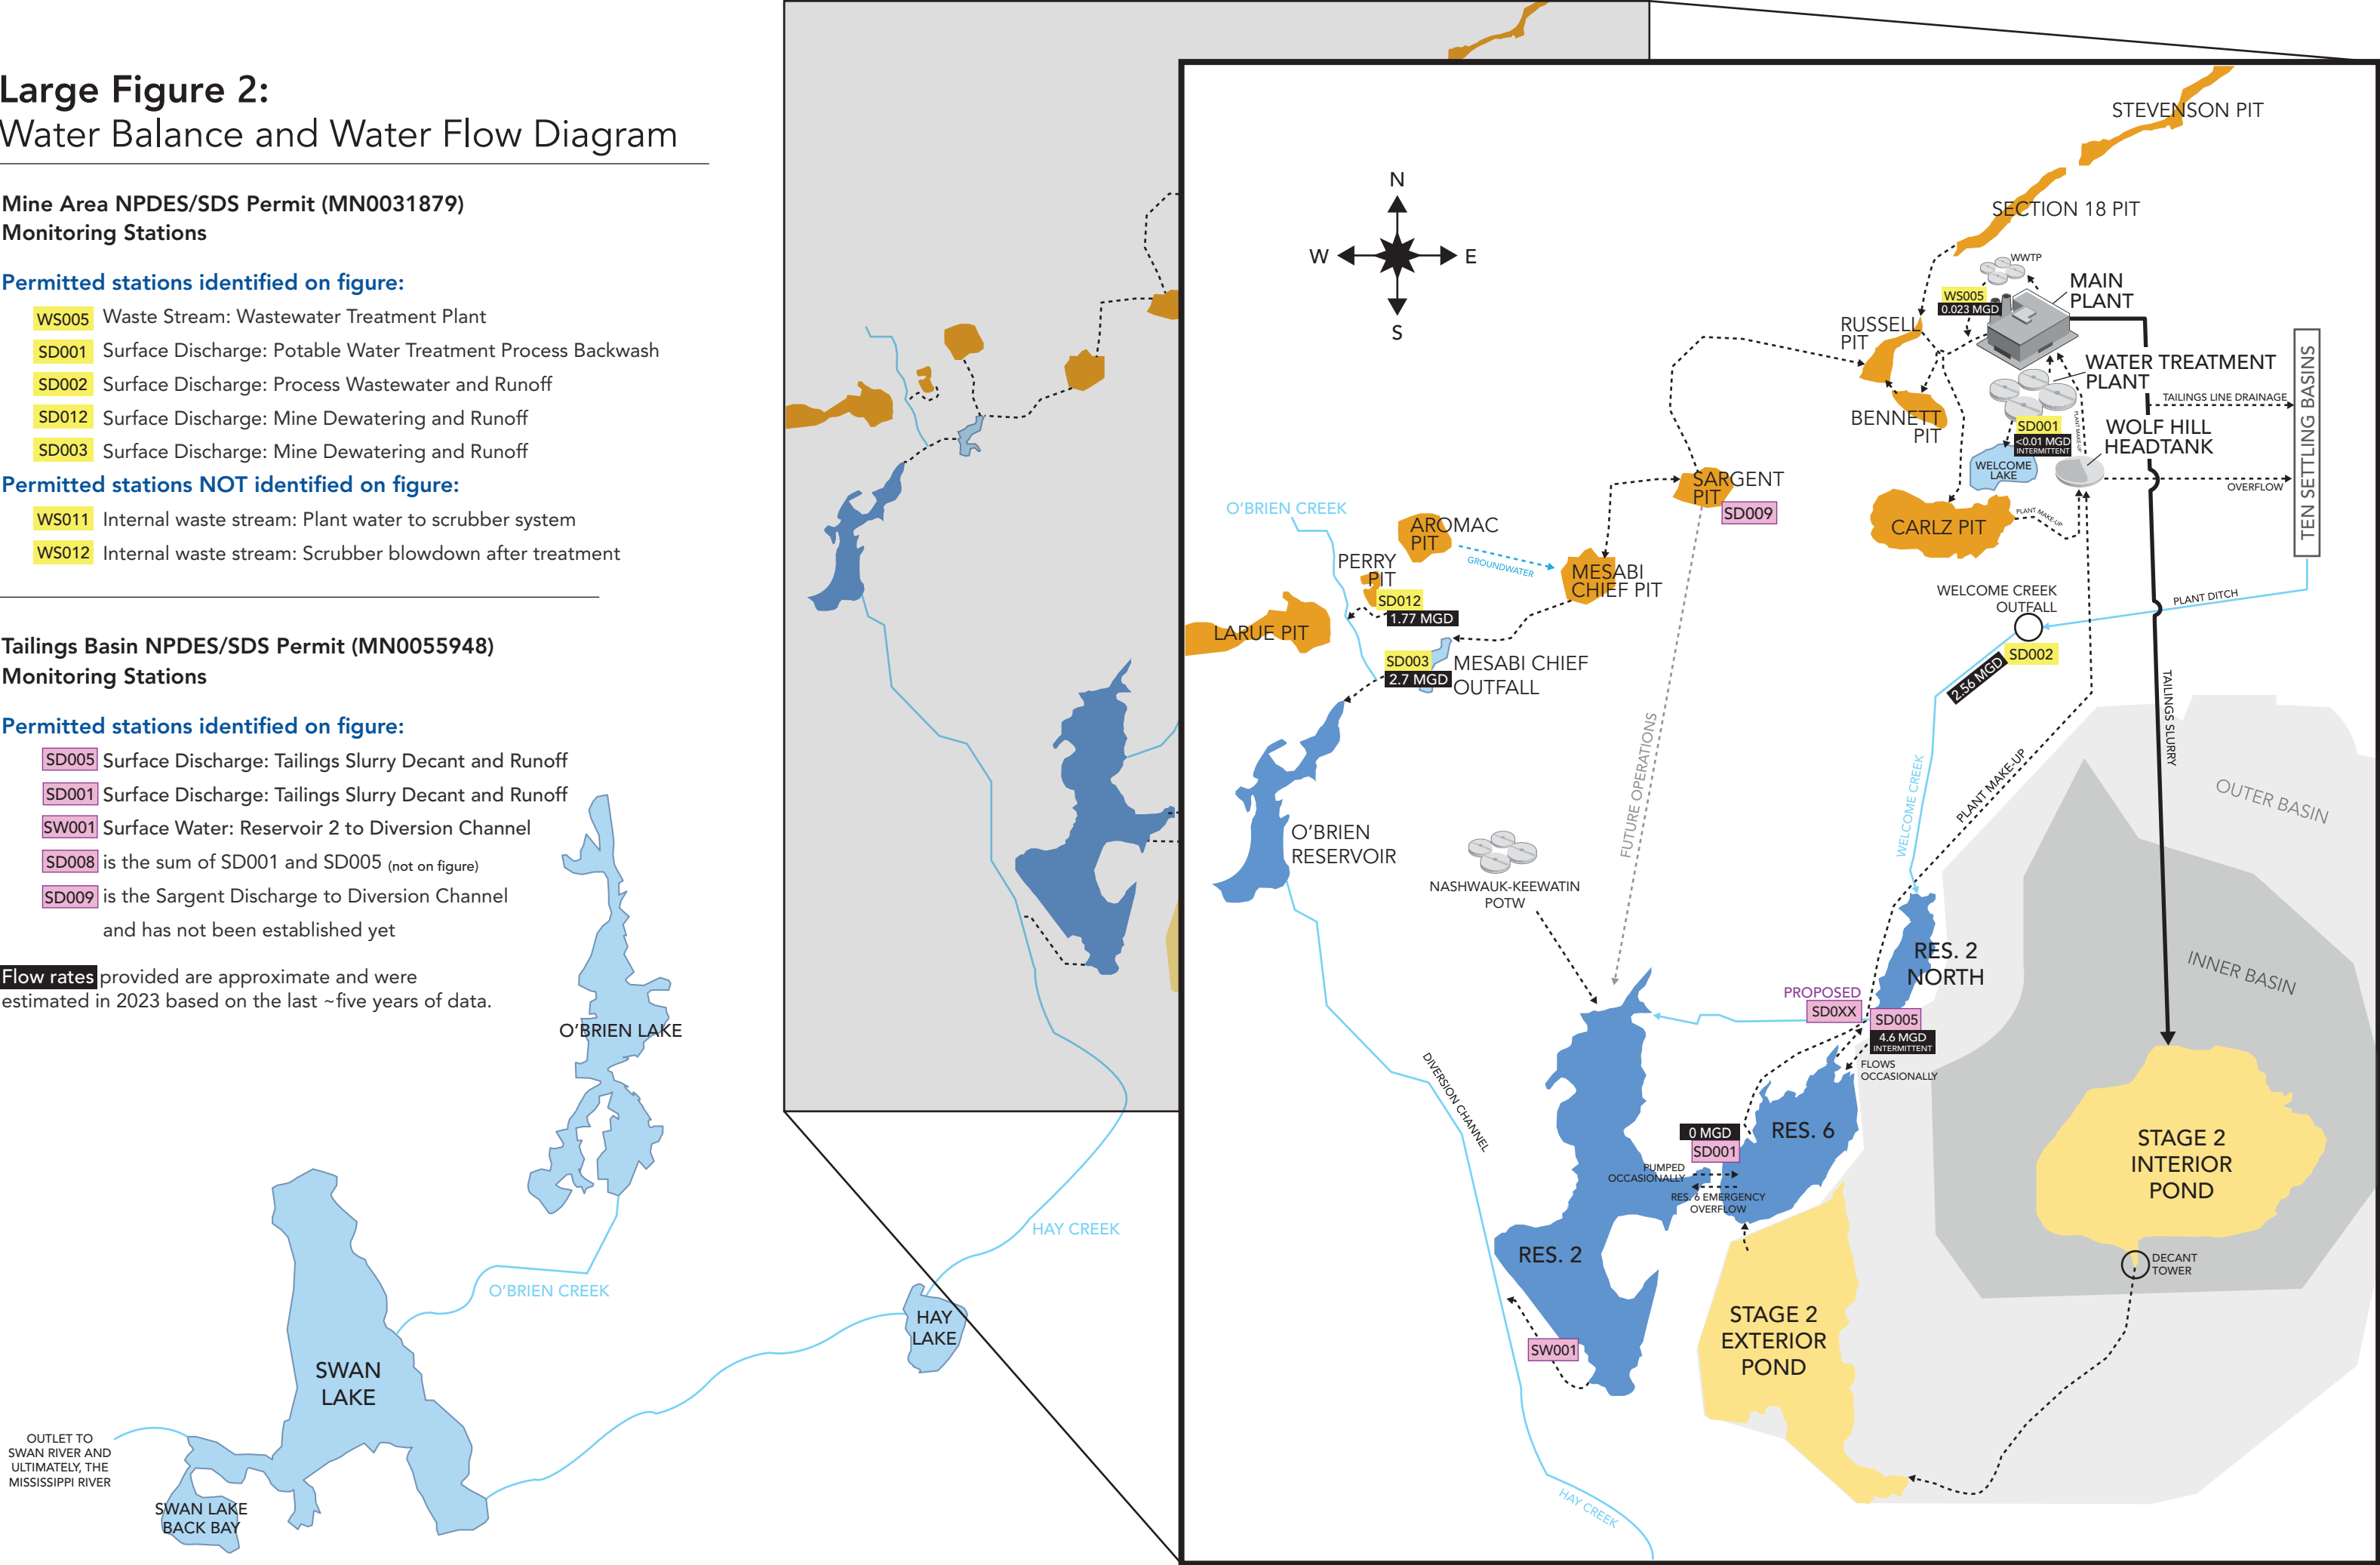 Large Figure 2:
Water Balance and Water Flow Diagram
Mine Area NPDES/SDS Permit (MN0031879)
Monitoring Stations
Permitted stations identified on figure:
WS005 Waste Stream: Wastewater Treatment Plant
SD001 Surface Discharge: Potable Water Treatment Process Backwash
SD002 Surface Discharge: Process Wastewater and Runoff
SD012 Surface Discharge: Mine Dewatering and Runoff
SD003 Surface Discharge: Mine Dewatering and Runoff
Permitted stations NOT identified on figure:
WS011 Internal waste stream: Plant water to scrubber system
WS012 Internal waste stream: Scrubber blowdown after treatment
Tailings Basin NPDES/SDS Permit (MN0055948)
Monitoring Stations
Permitted stations identified on figure:
SD005 Surface Discharge: Tailings Slurry Decant and Runoff
SD001 Surface Discharge: Tailings Slurry Decant and Runoff
SW001 Surface Water: Reservoir 2 to Diversion Channel
SD008 is the sum of SD001 and SD005 (not on figure)
SD009 is the Sargent Discharge to Diversion Channel
and has not been established yet
Flow rates provided are approximate and were
estimated in 2023 based on the last ~five years of data.
O'BRIEN LAKE
O'BRIEN CREEK
SWAN
LAKE
OUTLET TO
SWAN RIVER AND
ULTIMATELY, THE
MISSISSIPPI RIVER
SWAN LAKE
BACK BAY
HAY
LAKE
HAY CREEK
N
W
E
S
STEVENSON PIT
SECTION 18 PIT
WWTP
WS005
0.023 MGD
MAIN
PLANT
RUSSELL
PIT
BENNETT
PIT
WATER TREATMENT
PLANT
TAILINGS LINE DRAINAGE
TEN SETTLING BASINS
PLANT MAKE-UP
SD001
<0.01 MGD
INTERMITTENT
WOLF HILL
HEADTANK
WELCOME
LAKE
OVERFLOW
CARLZ PIT
PLANT MAKE-UP
SARGENT
PIT
SD009
O'BRIEN CREEK
AROMAC
PIT
GROUNDWATER
PERRY
PIT
SD012
1.77 MGD
MESABI
CHIEF PIT
LARUE PIT
SD003
2.7 MGD
MESABI CHIEF
OUTFALL
WELCOME CREEK
OUTFALL
PLANT DITCH
SD002
2.56 MGD
TAILINGS SLURRY
FUTURE OPERATIONS
WELCOME CREEK
PLANT MAKE-UP
OUTER BASIN
INNER BASIN
O'BRIEN
RESERVOIR
NASHWAUK-KEEWATIN
POTW
RES. 2
NORTH
PROPOSED
SD0XX
SD005
4.6 MGD
INTERMITTENT
FLOWS
OCCASIONALLY
DIVERSION CHANNEL
0 MGD
SD001
RES. 6
PUMPED
OCCASIONALLY
RES. 6 EMERGENCY
OVERFLOW
RES. 2
SW001
STAGE 2
INTERIOR
POND
DECANT
TOWER
STAGE 2
EXTERIOR
POND
HAY CREEK